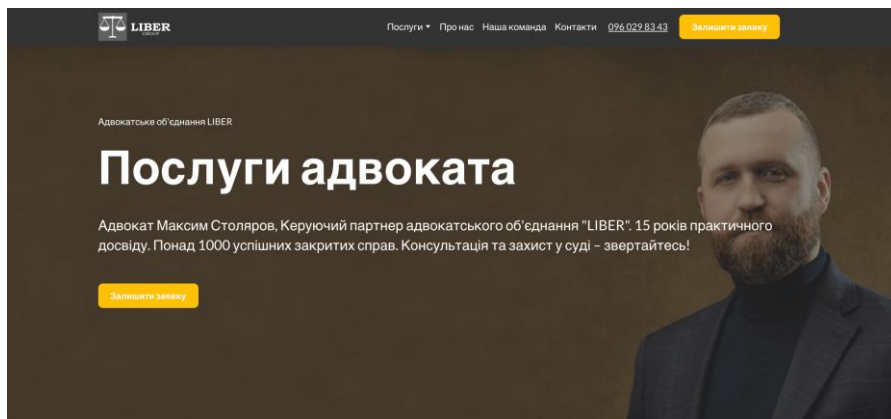 LIBER
GROUP
Послуги Про нас Наша команда Контакти 096 029 83 43 Залишити заявку
Адвокатське об'єднання LIBER
Послуги адвоката
Адвокат Максим Столяров, Керуючий партнер адвокатського об'єднання "LIBER". 15 років практичного
досвіду. Понад 1000 успішних закритих справ. Консультація та захист у суді – звертайтесь!
Залишити заявку